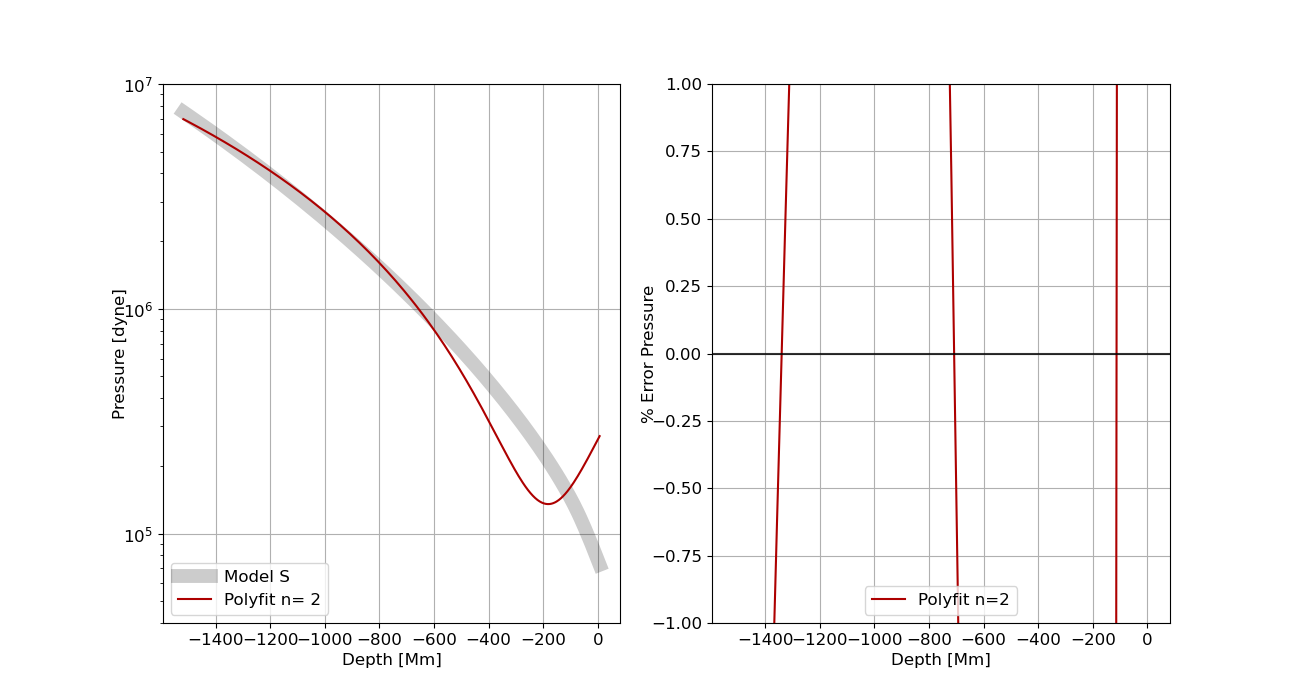 10⁷
10⁶
10⁵
Pressure [dyne]
Model S
Polyfit n= 2
−1400 −1200 −1000 −800 −600 −400 −200 0
Depth [Mm]
1.00
0.75
0.50
0.25
0.00
−0.25
−0.50
−0.75
−1.00
% Error Pressure
Polyfit n=2
−1400 −1200 −1000 −800 −600 −400 −200 0
Depth [Mm]